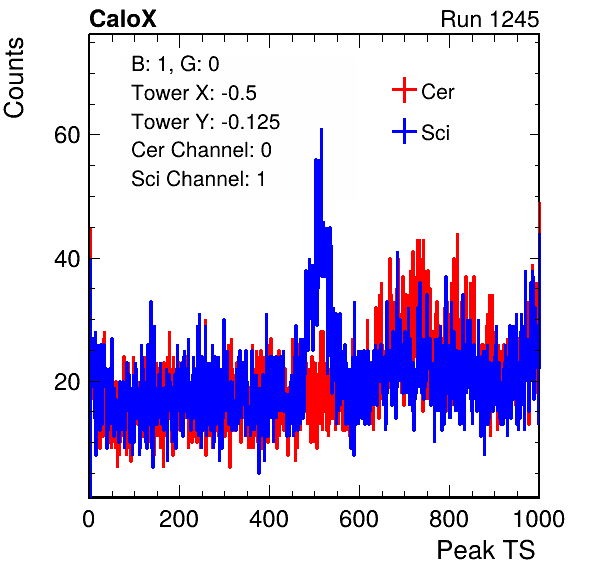 CaloX Run 1245
Counts
B: 1, G: 0
Tower X: -0.5
Tower Y: -0.125
Cer Channel: 0
Sci Channel: 1
Cer
Sci
60
40
20
0 200 400 600 800 1000
Peak TS